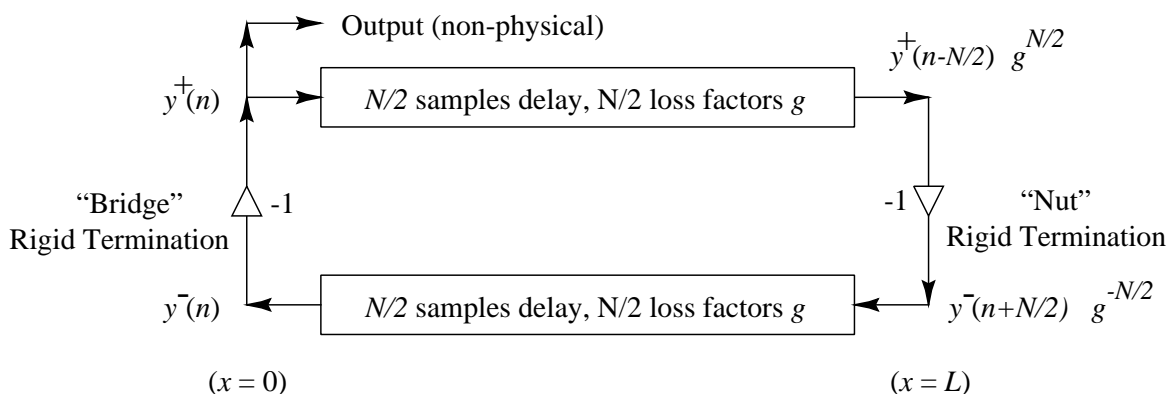 Output (non-physical)
y+(n-N/2) g^N/2
y+(n)
N/2 samples delay, N/2 loss factors g
“Bridge”
Rigid Termination
-1
-1
“Nut”
Rigid Termination
y-(n)
N/2 samples delay, N/2 loss factors g
y-(n+N/2) g^-N/2
(x = 0)
(x = L)